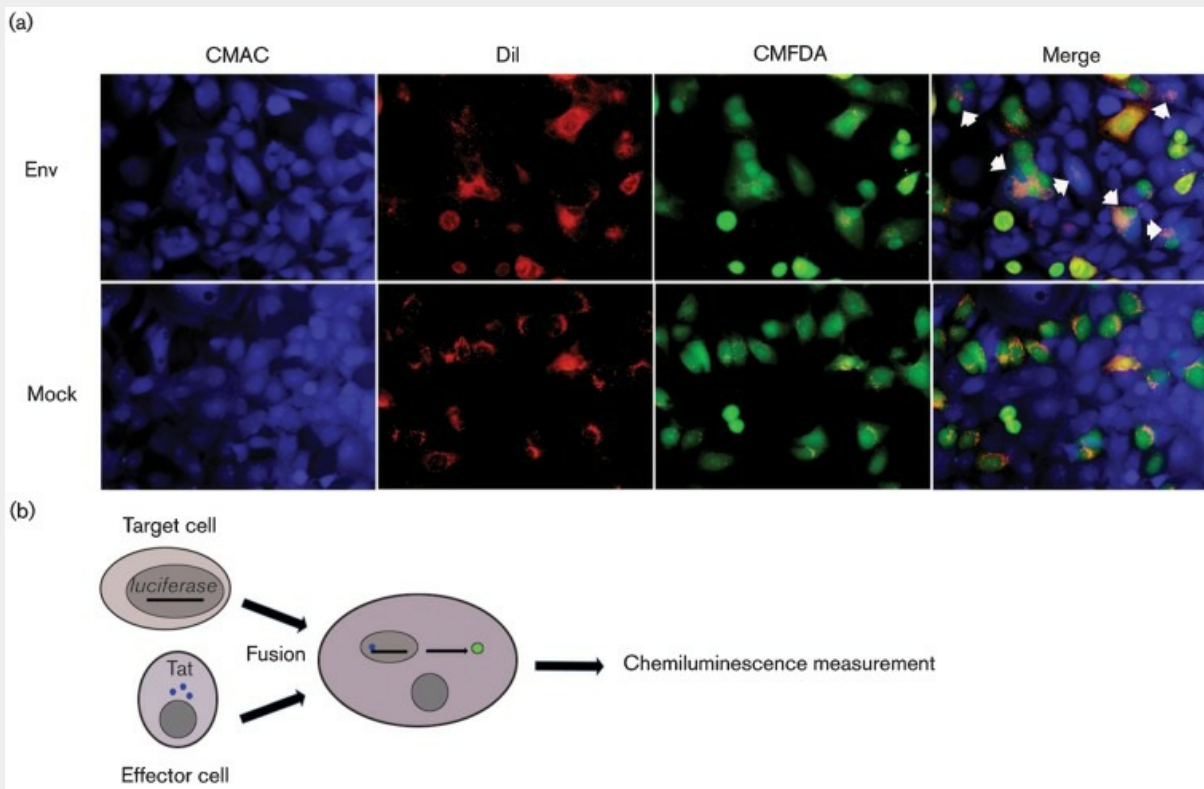 (a)
CMAC DiI CMFDA Merge
Env
Mock
(b)
Target cell
luciferase
Fusion
Tat
Chemiluminescence measurement
Effector cell